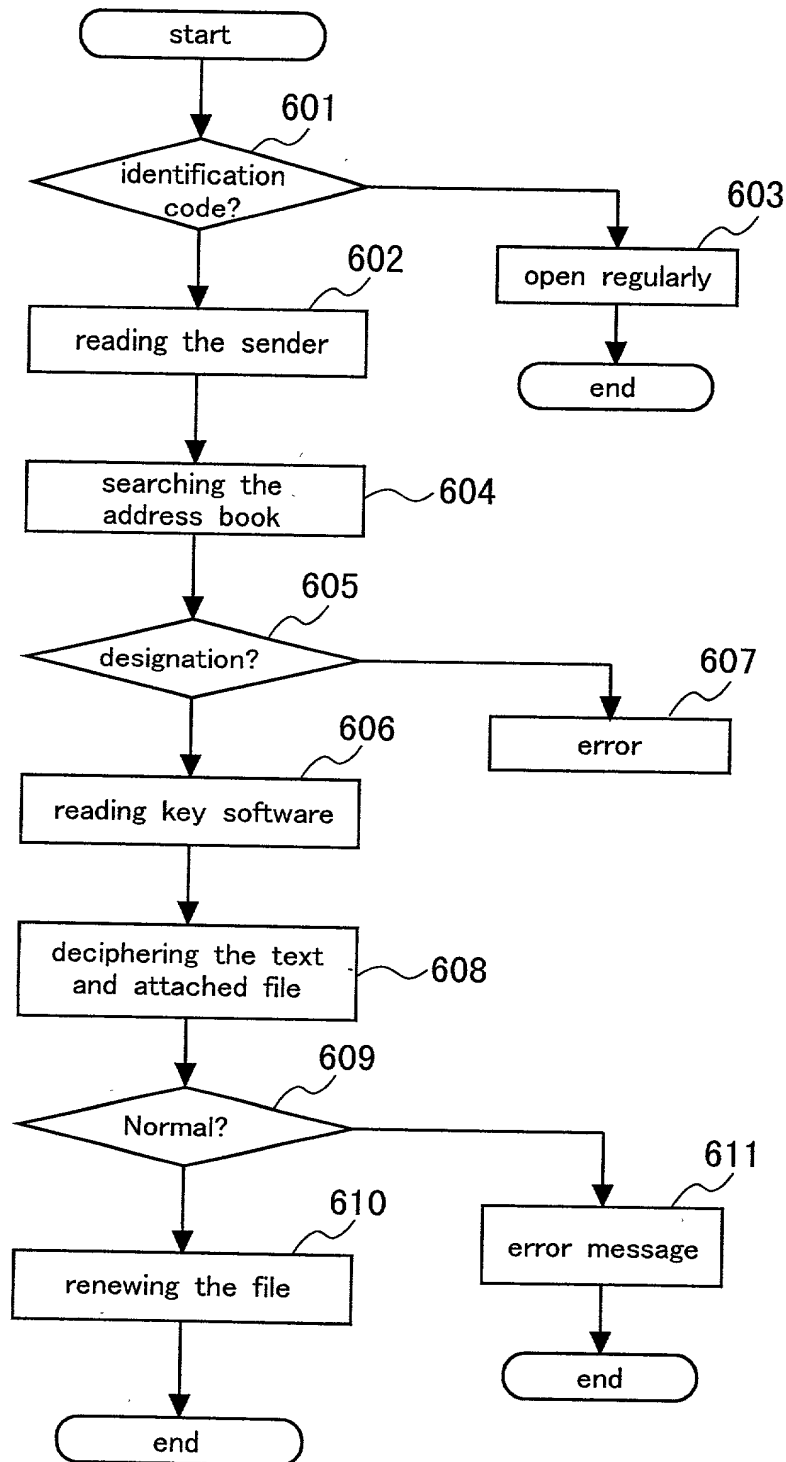 start
601
identification
code?
603
open regularly
end
602
reading the sender
searching the
address book
604
605
designation?
607
error
606
reading key software
deciphering the text
and attached file
608
609
Normal?
611
error message
end
610
renewing the file
end